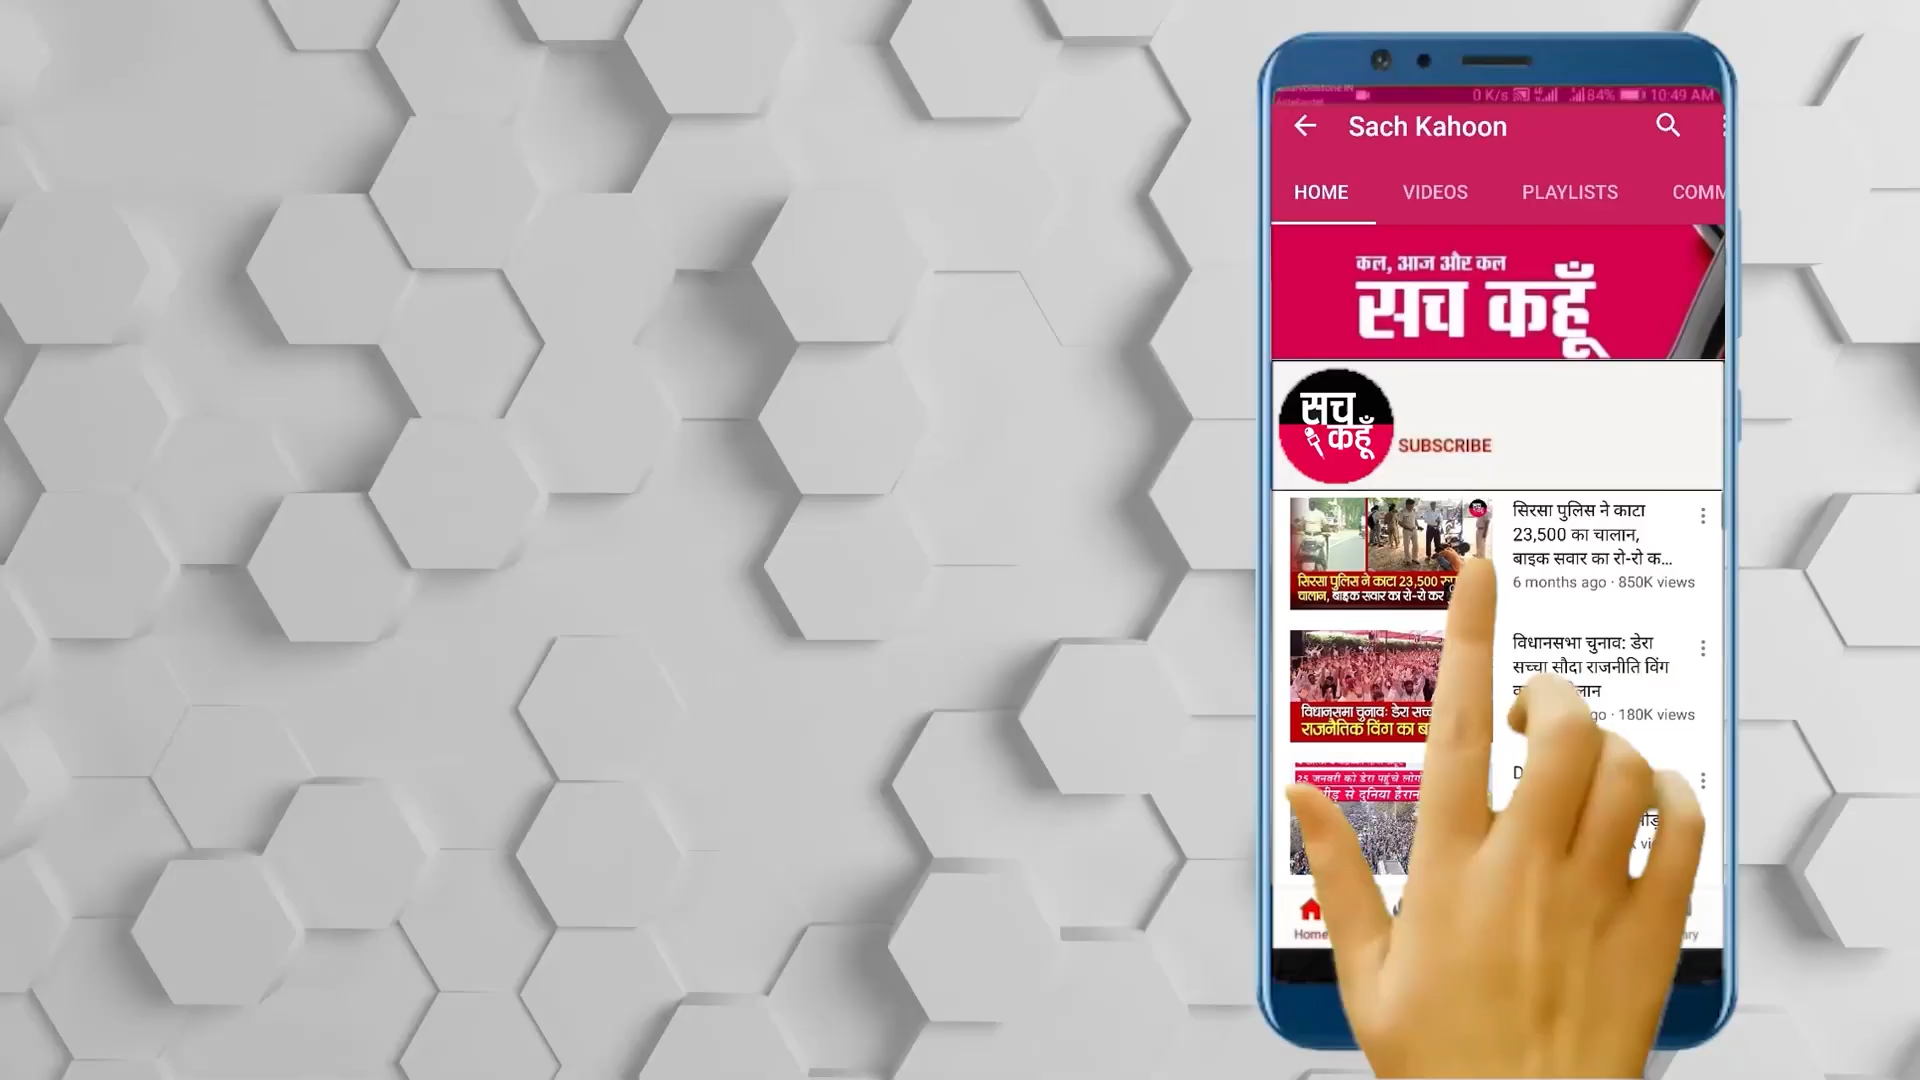 0 K/s 84% 10:49 AM
Sach Kahoon
HOME VIDEOS PLAYLISTS COMM
कल, आज और कल
सच कहूँ
सच
कहूँ
SUBSCRIBE
सिरसा पुलिस ने काटा 23,500
चालान, बाइक सवार का रो-रो कर
सिरसा पुलिस ने काटा
23,500 का चालान,
बाइक सवार का रो-रो क...
6 months ago · 850K views
विधानसभा चुनाव: डेरा
राजनैतिक विंग का
विधानसभा चुनाव: डेरा
सच्चा सौदा राजनीति विंग
180K views
25 जनवरी को डेरा पहुंचे
से दुनिया हैरान
Home